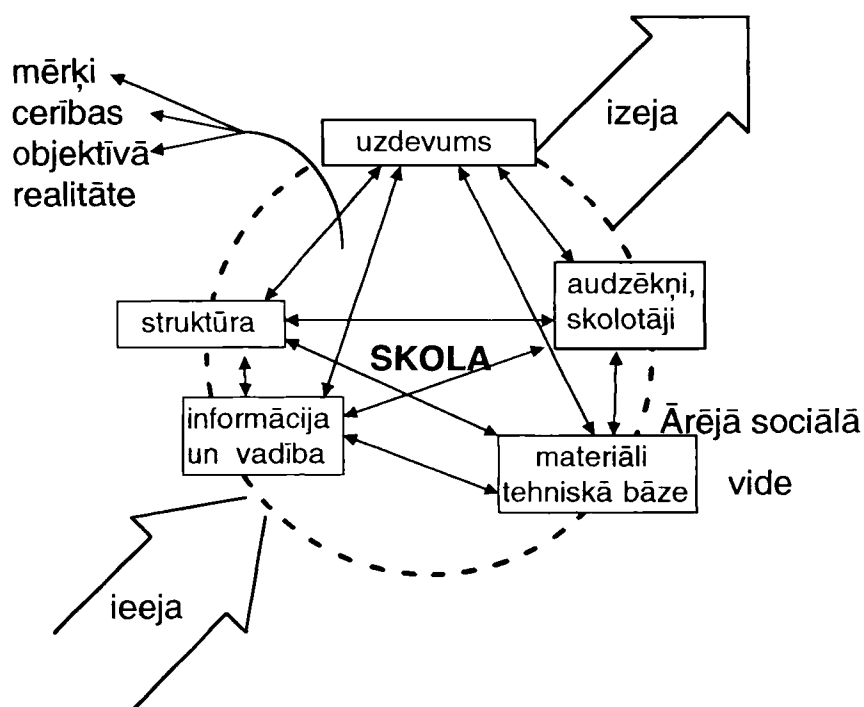 mērķi
cerības
objektīvā
realitāte
izeja
uzdevums
audzēkņi,
skolotāji
struktūra
SKOLA
informācija
un vadība
Ārējā sociālā
vide
materiāli
tehniskā bāze
ieeja